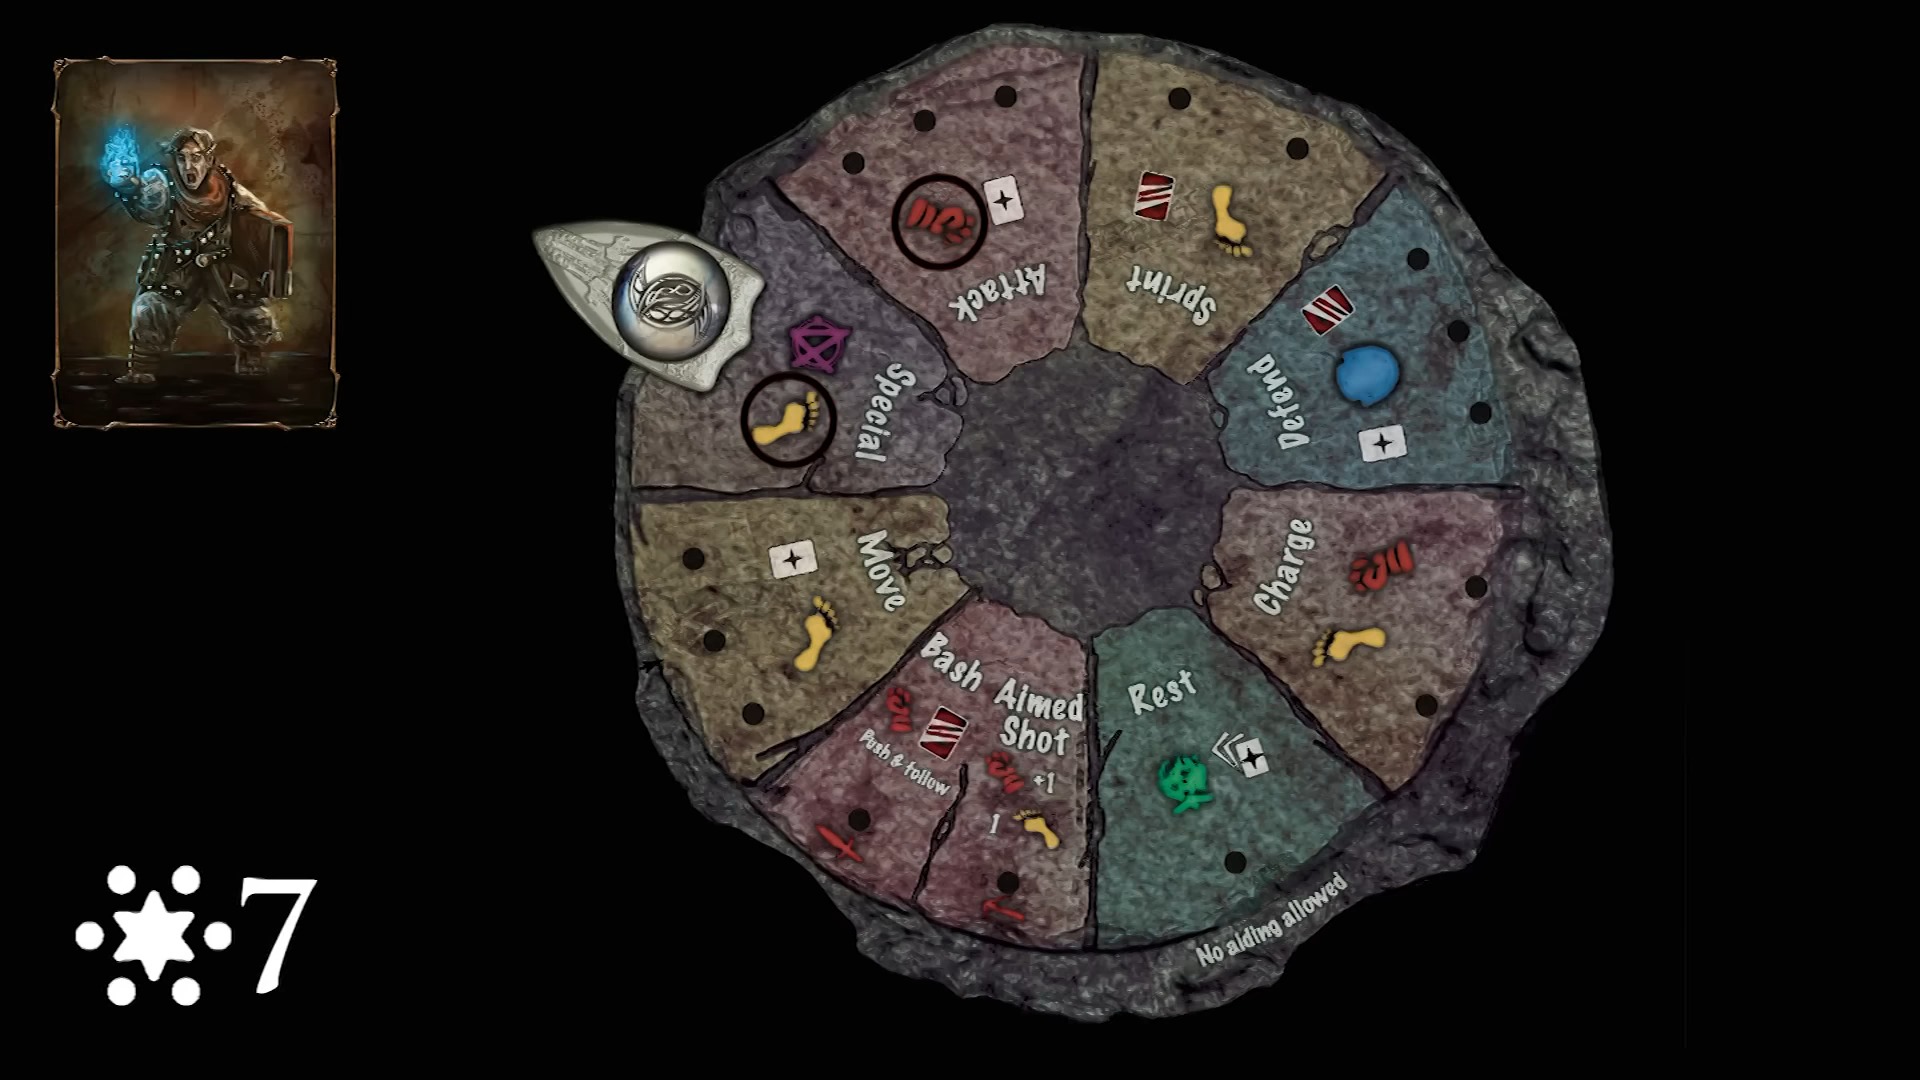 Attack
Sprint
Special
Defend
Move
Charge
Bash
Aimed
Shot
Push & follow
+1
1
Rest
No aiding allowed
7